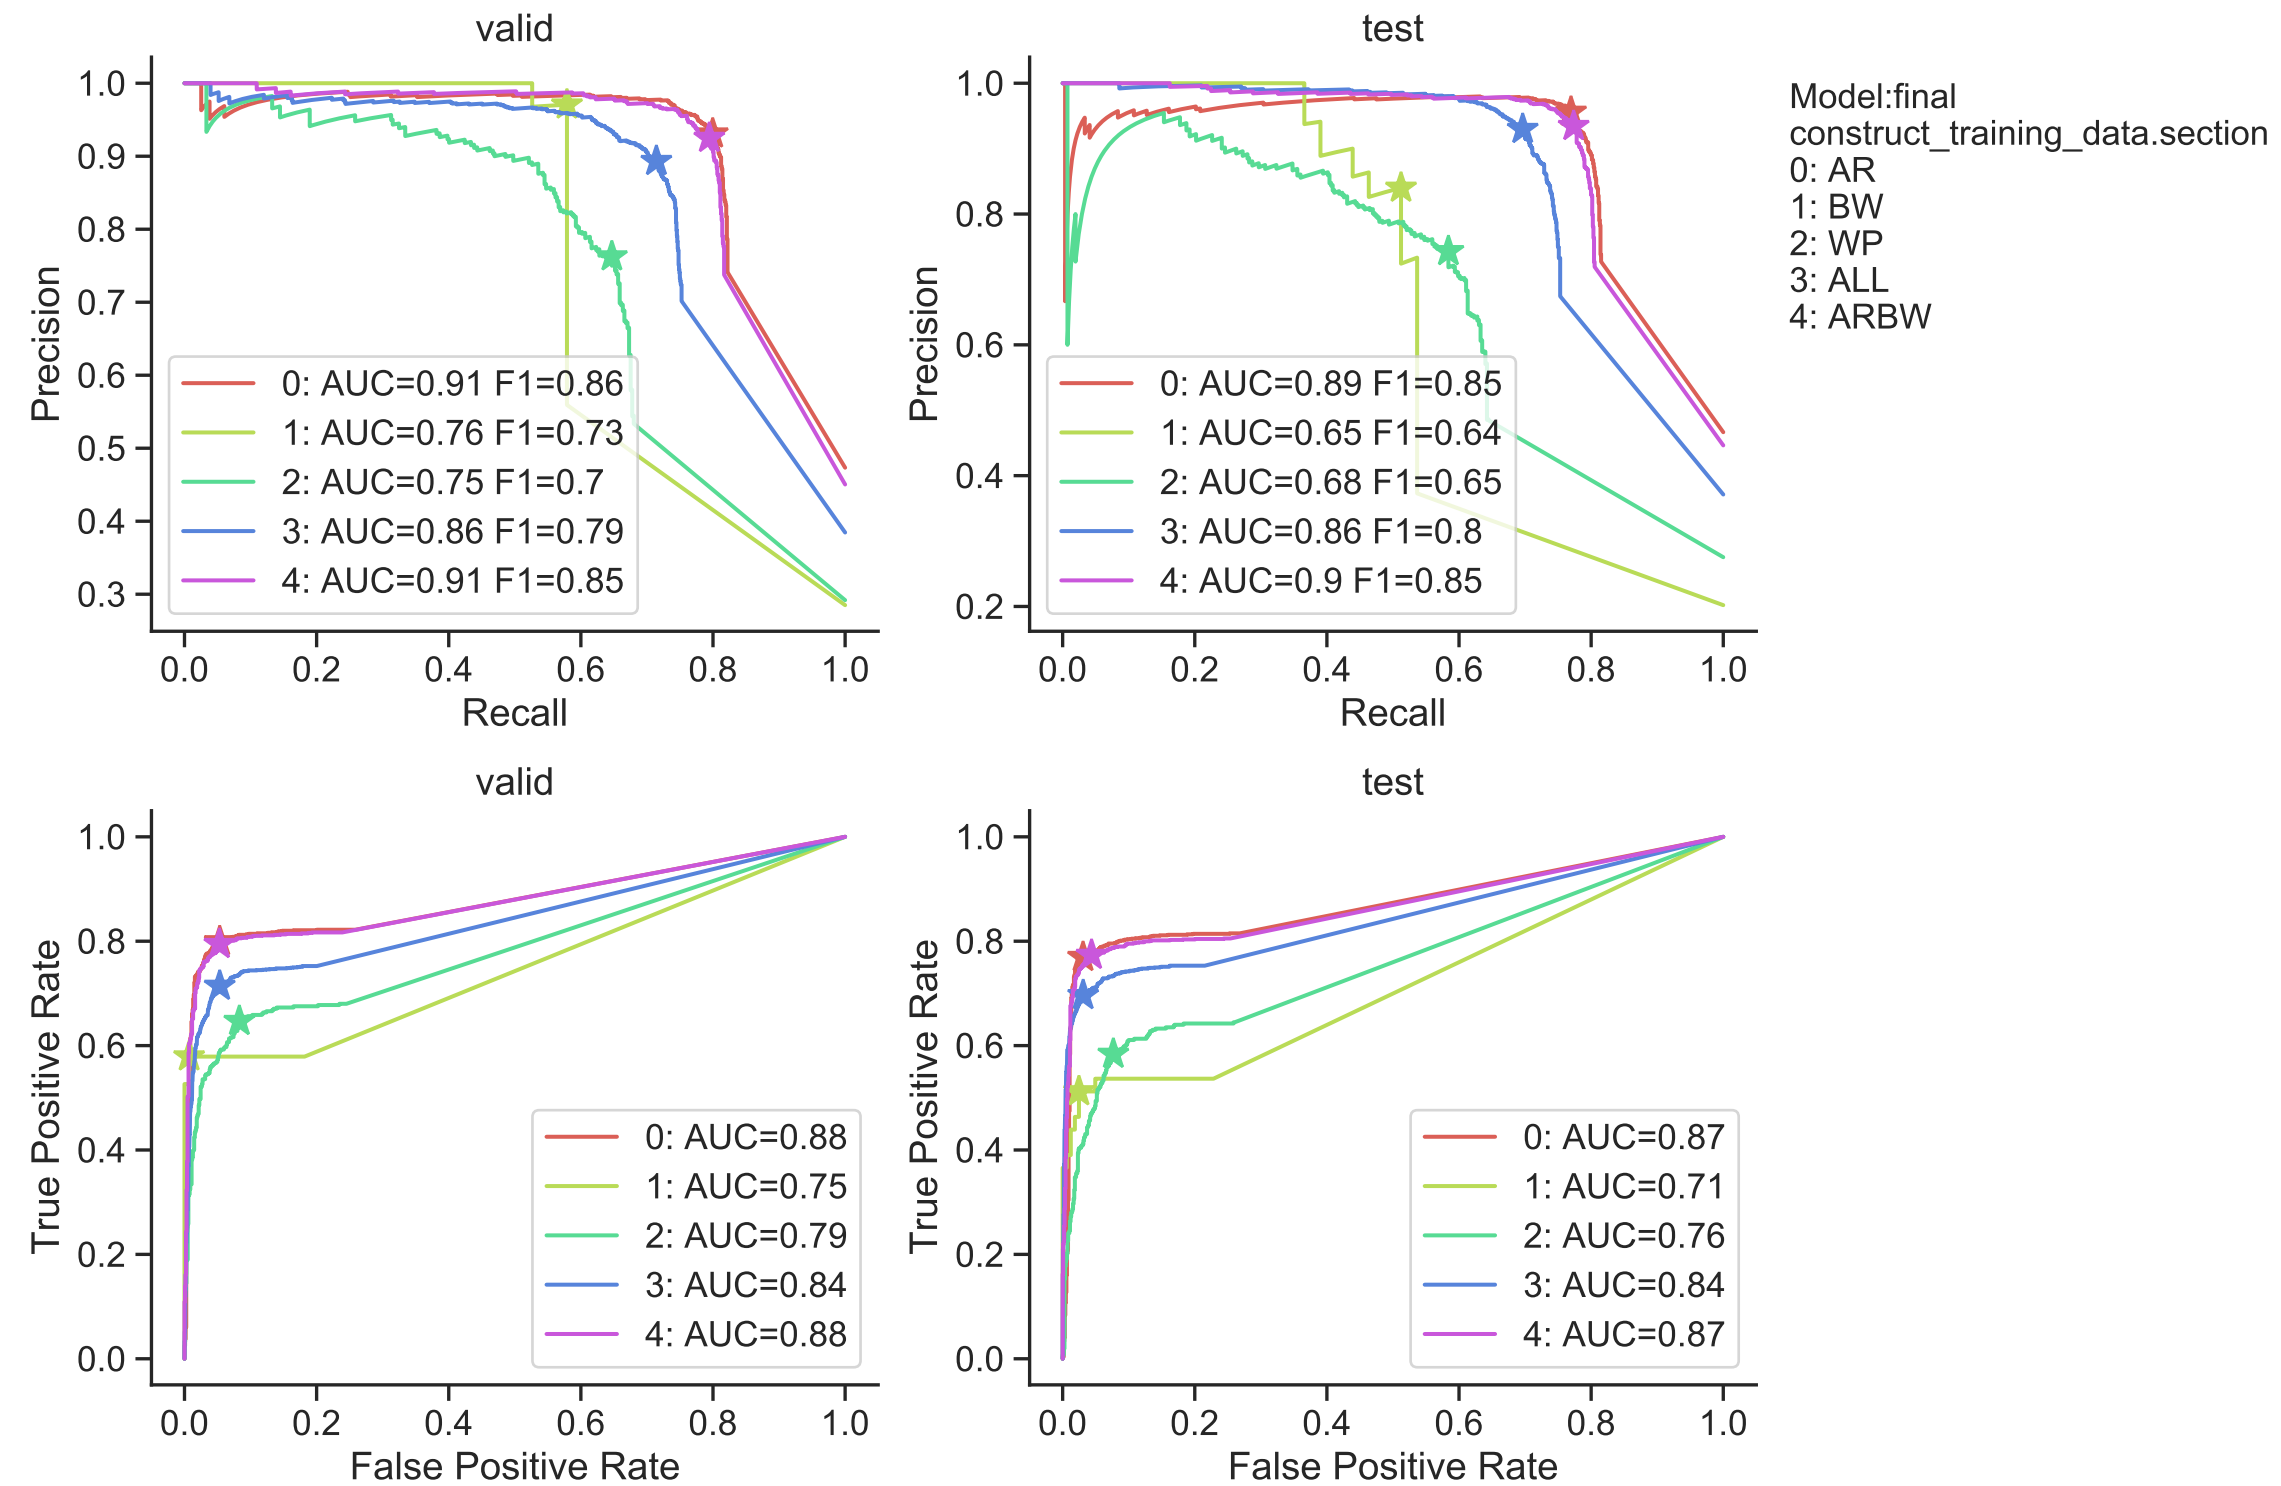 valid
1.0
0.9
0.8
0.7
0.6
0.5
0.4
0.3
Precision
0: AUC=0.91 F1=0.86
1: AUC=0.76 F1=0.73
2: AUC=0.75 F1=0.7
3: AUC=0.86 F1=0.79
4: AUC=0.91 F1=0.85
0.0 0.2 0.4 0.6 0.8 1.0
Recall
test
1.0
0.8
0.6
0.4
0.2
Precision
0: AUC=0.89 F1=0.85
1: AUC=0.65 F1=0.64
2: AUC=0.68 F1=0.65
3: AUC=0.86 F1=0.8
4: AUC=0.9 F1=0.85
0.0 0.2 0.4 0.6 0.8 1.0
Recall
Model:final
construct_training_data.section
0: AR
1: BW
2: WP
3: ALL
4: ARBW
valid
1.0
0.8
0.6
0.4
0.2
0.0
True Positive Rate
0: AUC=0.88
1: AUC=0.75
2: AUC=0.79
3: AUC=0.84
4: AUC=0.88
0.0 0.2 0.4 0.6 0.8 1.0
False Positive Rate
test
1.0
0.8
0.6
0.4
0.2
0.0
True Positive Rate
0: AUC=0.87
1: AUC=0.71
2: AUC=0.76
3: AUC=0.84
4: AUC=0.87
0.0 0.2 0.4 0.6 0.8 1.0
False Positive Rate